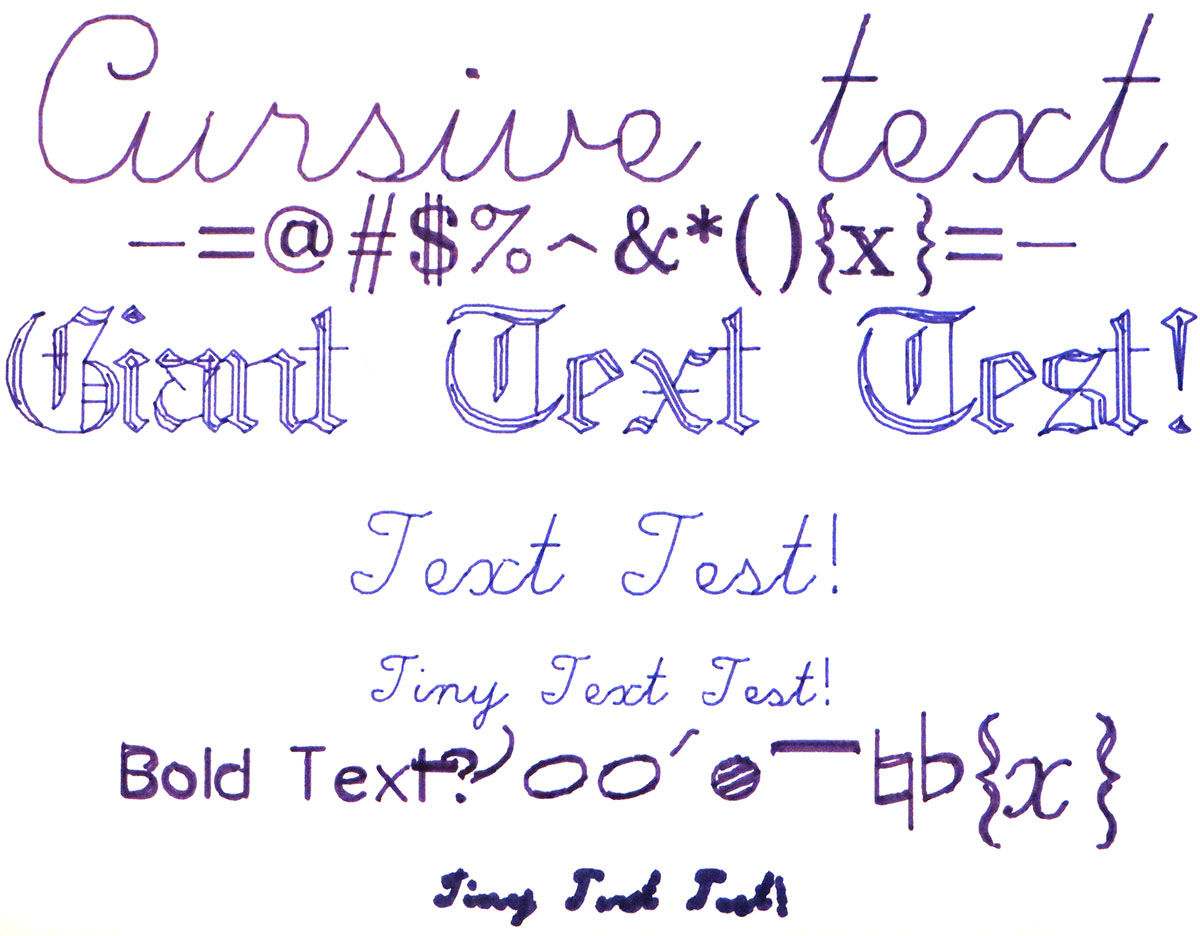 Cursive text
–=@#$%^&*(){x}=–
Giant Text Test!
Text Test!
Tiny Text Test!
Bold Text? ♮♭{x}
Tiny Text Test!